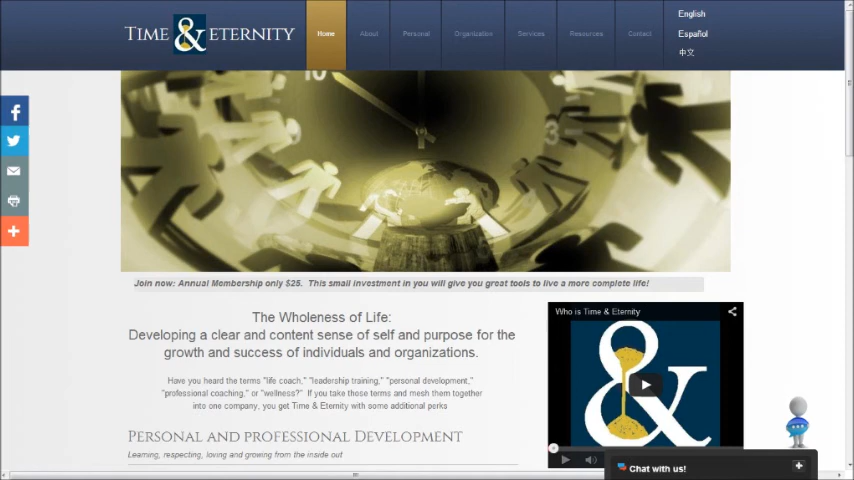 TIME & ETERNITY
Home
About
Personal
Organization
Services
Resources
Contact
English
Español
中文
10
3
Join now: Annual Membership only $25. This small investment in you will give you great tools to live a more complete life!
The Wholeness of Life:
Developing a clear and content sense of self and purpose for the
growth and success of individuals and organizations.
Have you heard the terms "life coach," "leadership training," "personal development,"
"professional coaching," or "wellness?" If you take those terms and mesh them together
into one company, you get Time & Eternity with some additional perks
PERSONAL AND PROFESSIONAL DEVELOPMENT
Learning, respecting, loving and growing from the inside out
Who is Time & Eternity
&
Chat with us!